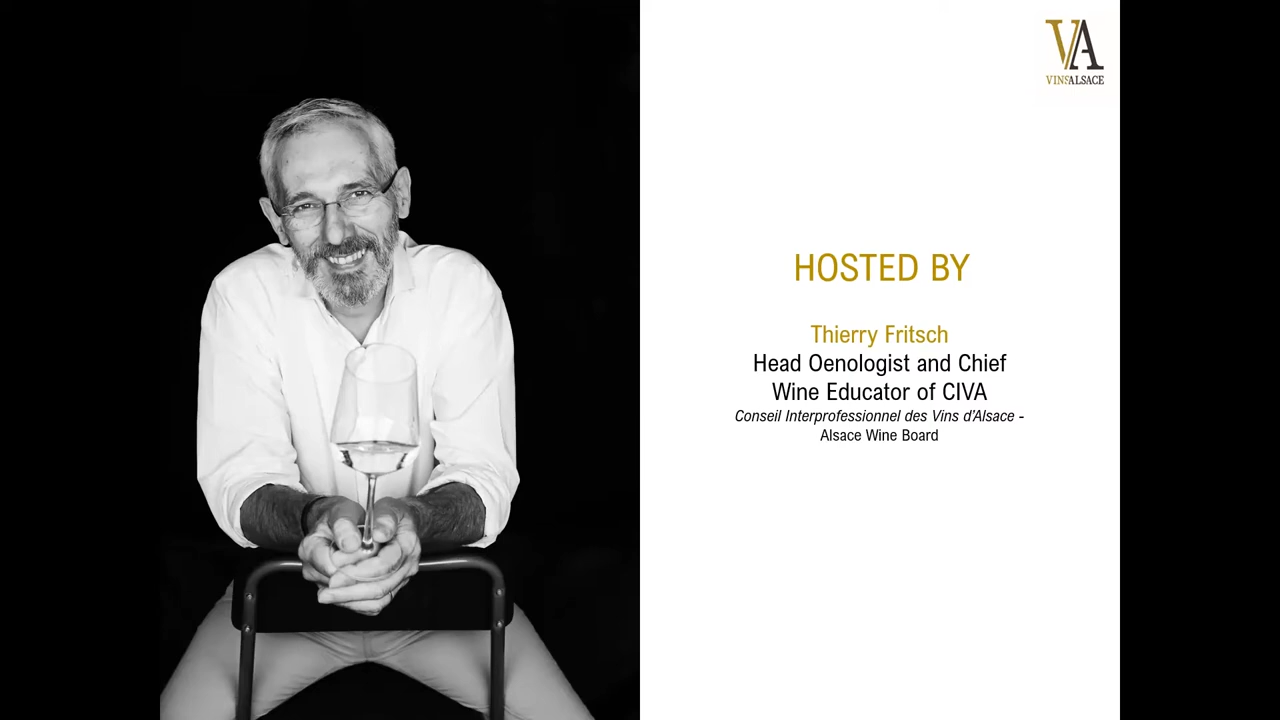 VA
VINSALSACE
HOSTED BY
Thierry Fritsch
Head Oenologist and Chief
Wine Educator of CIVA
Conseil Interprofessionnel des Vins d'Alsace -
Alsace Wine Board